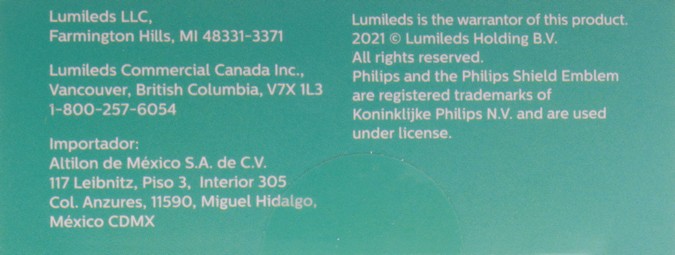 Lumileds LLC,
Farmington Hills, MI 48331-3371
Lumileds Commercial Canada Inc.,
Vancouver, British Columbia, V7X 1L3
1-800-257-6054
Importador:
Altilon de México S.A. de C.V.
117 Leibnitz, Piso 3, Interior 305
Col. Anzures, 11590, Miguel Hidalgo,
México CDMX
Lumileds is the warrantor of this product.
2021 © Lumileds Holding B.V.
All rights reserved.
Philips and the Philips Shield Emblem
are registered trademarks of
Koninklijke Philips N.V. and are used
under license.